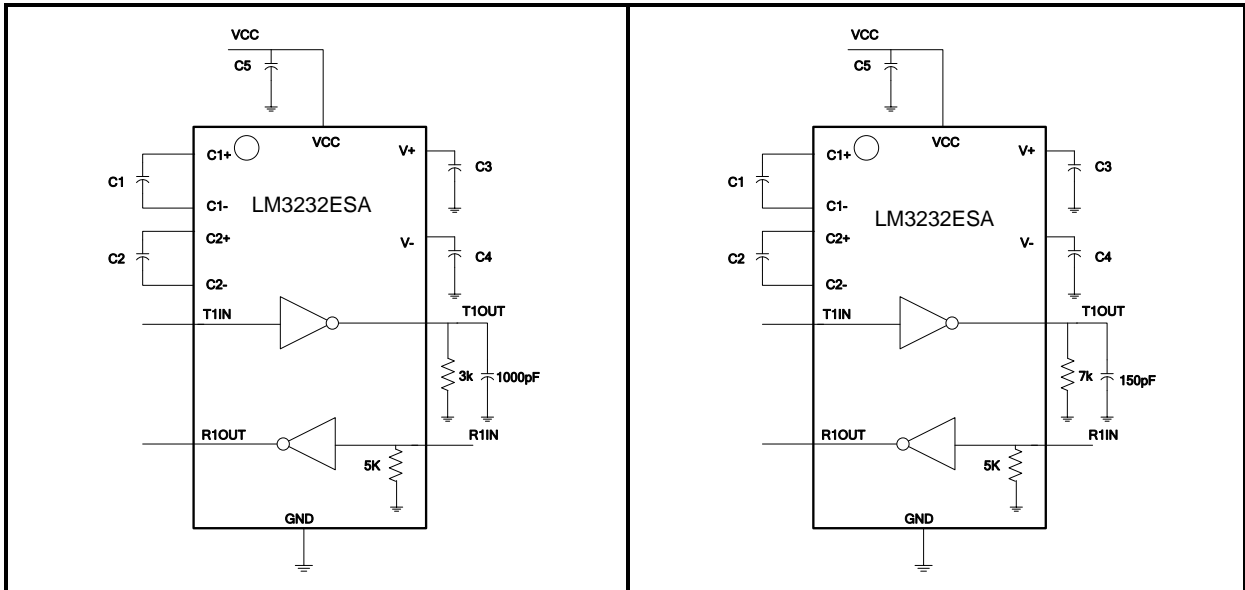 VCC
C5
VCC
C1+
V+
C3
C1
LM3232ESA
C1-
C2+
V-
C2
C4
C2-
T1IN
T1OUT
3k
1000pF
R1OUT
R1IN
5K
GND
VCC
C5
VCC
C1+
V+
C3
C1
C1-
LM3232ESA
C2+
V-
C2
C4
C2-
T1IN
T1OUT
7k
150pF
R1OUT
R1IN
5K
GND